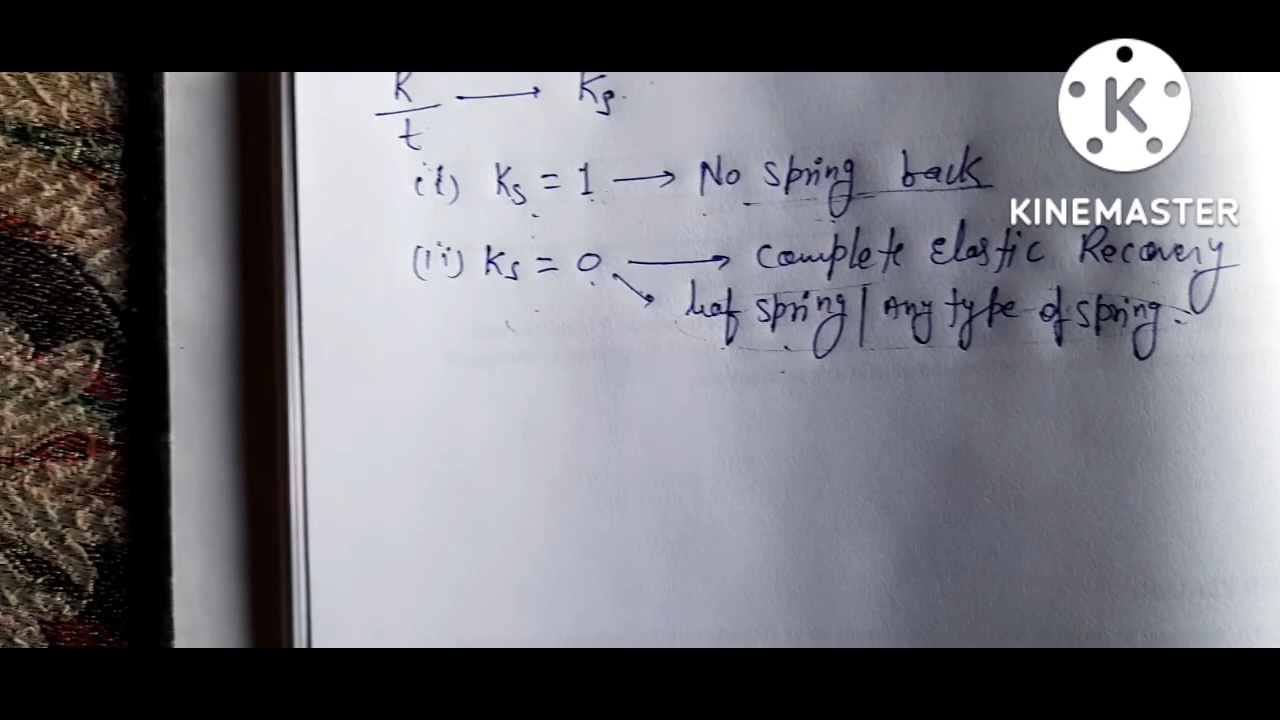 R/t → Ks.
(i) Ks = 1 → No spring back
(ii) Ks = 0 → Complete Elastic Recovery
leaf spring / Any type of spring.
K
KINEMASTER